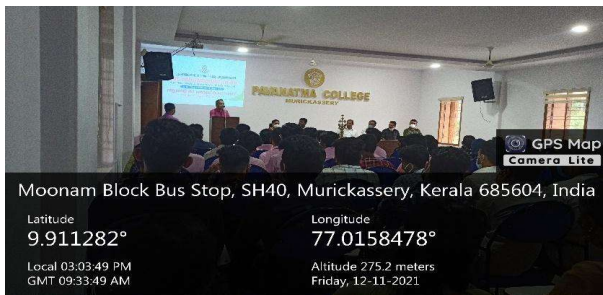 PAVANATMA COLLEGE
MURICKASSERY
GPS Map
Camera Lite
Moonam Block Bus Stop, SH40, Murickassery, Kerala 685604, India
Latitude
9.911282°
Longitude
77.0158478°
Local 03:03:49 PM
GMT 09:33:49 AM
Altitude 275.2 meters
Friday, 12-11-2021